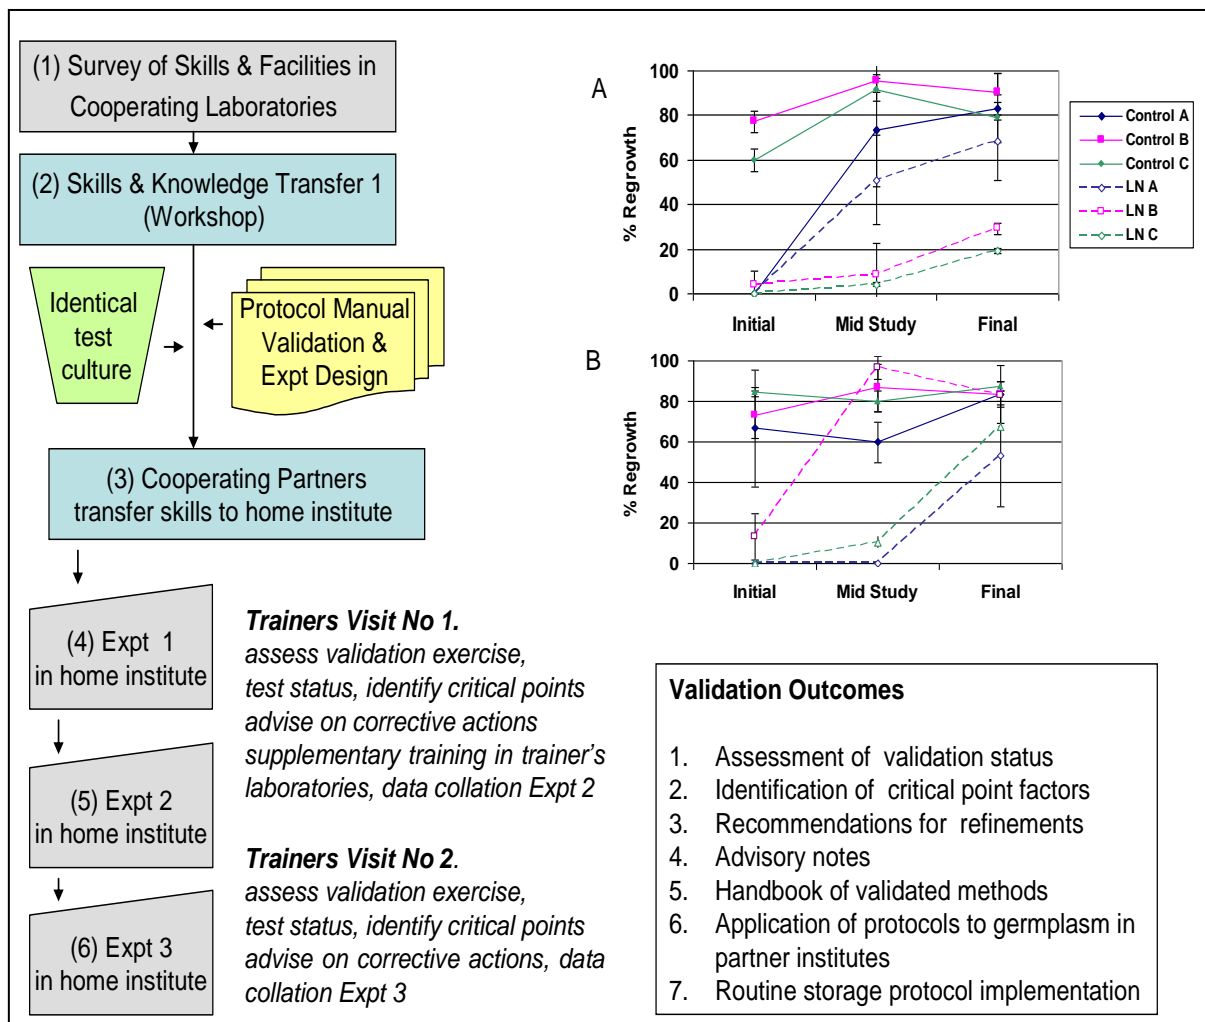 (1) Survey of Skills & Facilities in
Cooperating Laboratories
(2) Skills & Knowledge Transfer 1
(Workshop)
Identical
test
culture
Protocol Manual
Validation &
Expt Design
(3) Cooperating Partners
transfer skills to home institute
(4) Expt 1
in home institute
(5) Expt 2
in home institute
(6) Expt 3
in home institute
Trainers Visit No 1.
assess validation exercise,
test status, identify critical points
advise on corrective actions
supplementary training in trainer's
laboratories, data collation Expt 2
Trainers Visit No 2.
assess validation exercise,
test status, identify critical points
advise on corrective actions, data
collation Expt 3
A
% Regrowth
100
80
60
40
20
0
Initial
Mid Study
Final
Control A
Control B
Control C
LN A
LN B
LN C
B
% Regrowth
100
80
60
40
20
0
Initial
Mid Study
Final
Validation Outcomes
1. Assessment of validation status
2. Identification of critical point factors
3. Recommendations for refinements
4. Advisory notes
5. Handbook of validated methods
6. Application of protocols to germplasm in
partner institutes
7. Routine storage protocol implementation